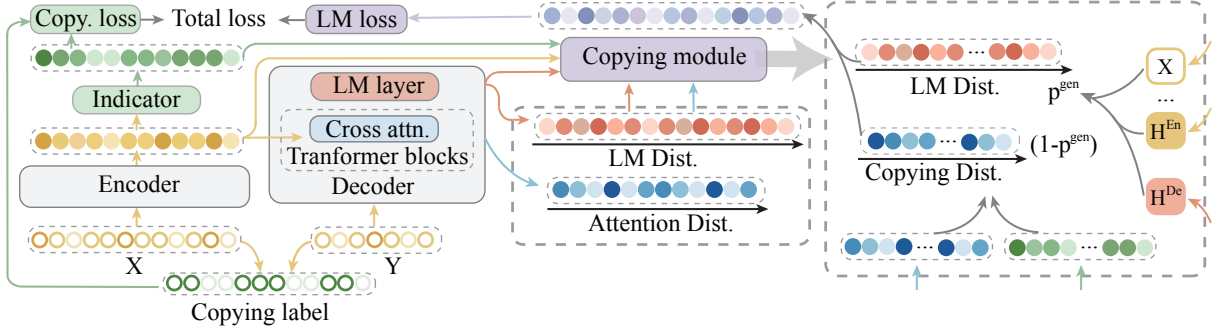 Copy. loss
Total loss
LM loss
Indicator
LM layer
Cross attn.
Tranformer blocks
Decoder
Encoder
X
Y
Copying label
Copying module
LM Dist.
Attention Dist.
LM Dist.
p^gen
X
...
H^En
(1-p^gen)
Copying Dist.
H^De